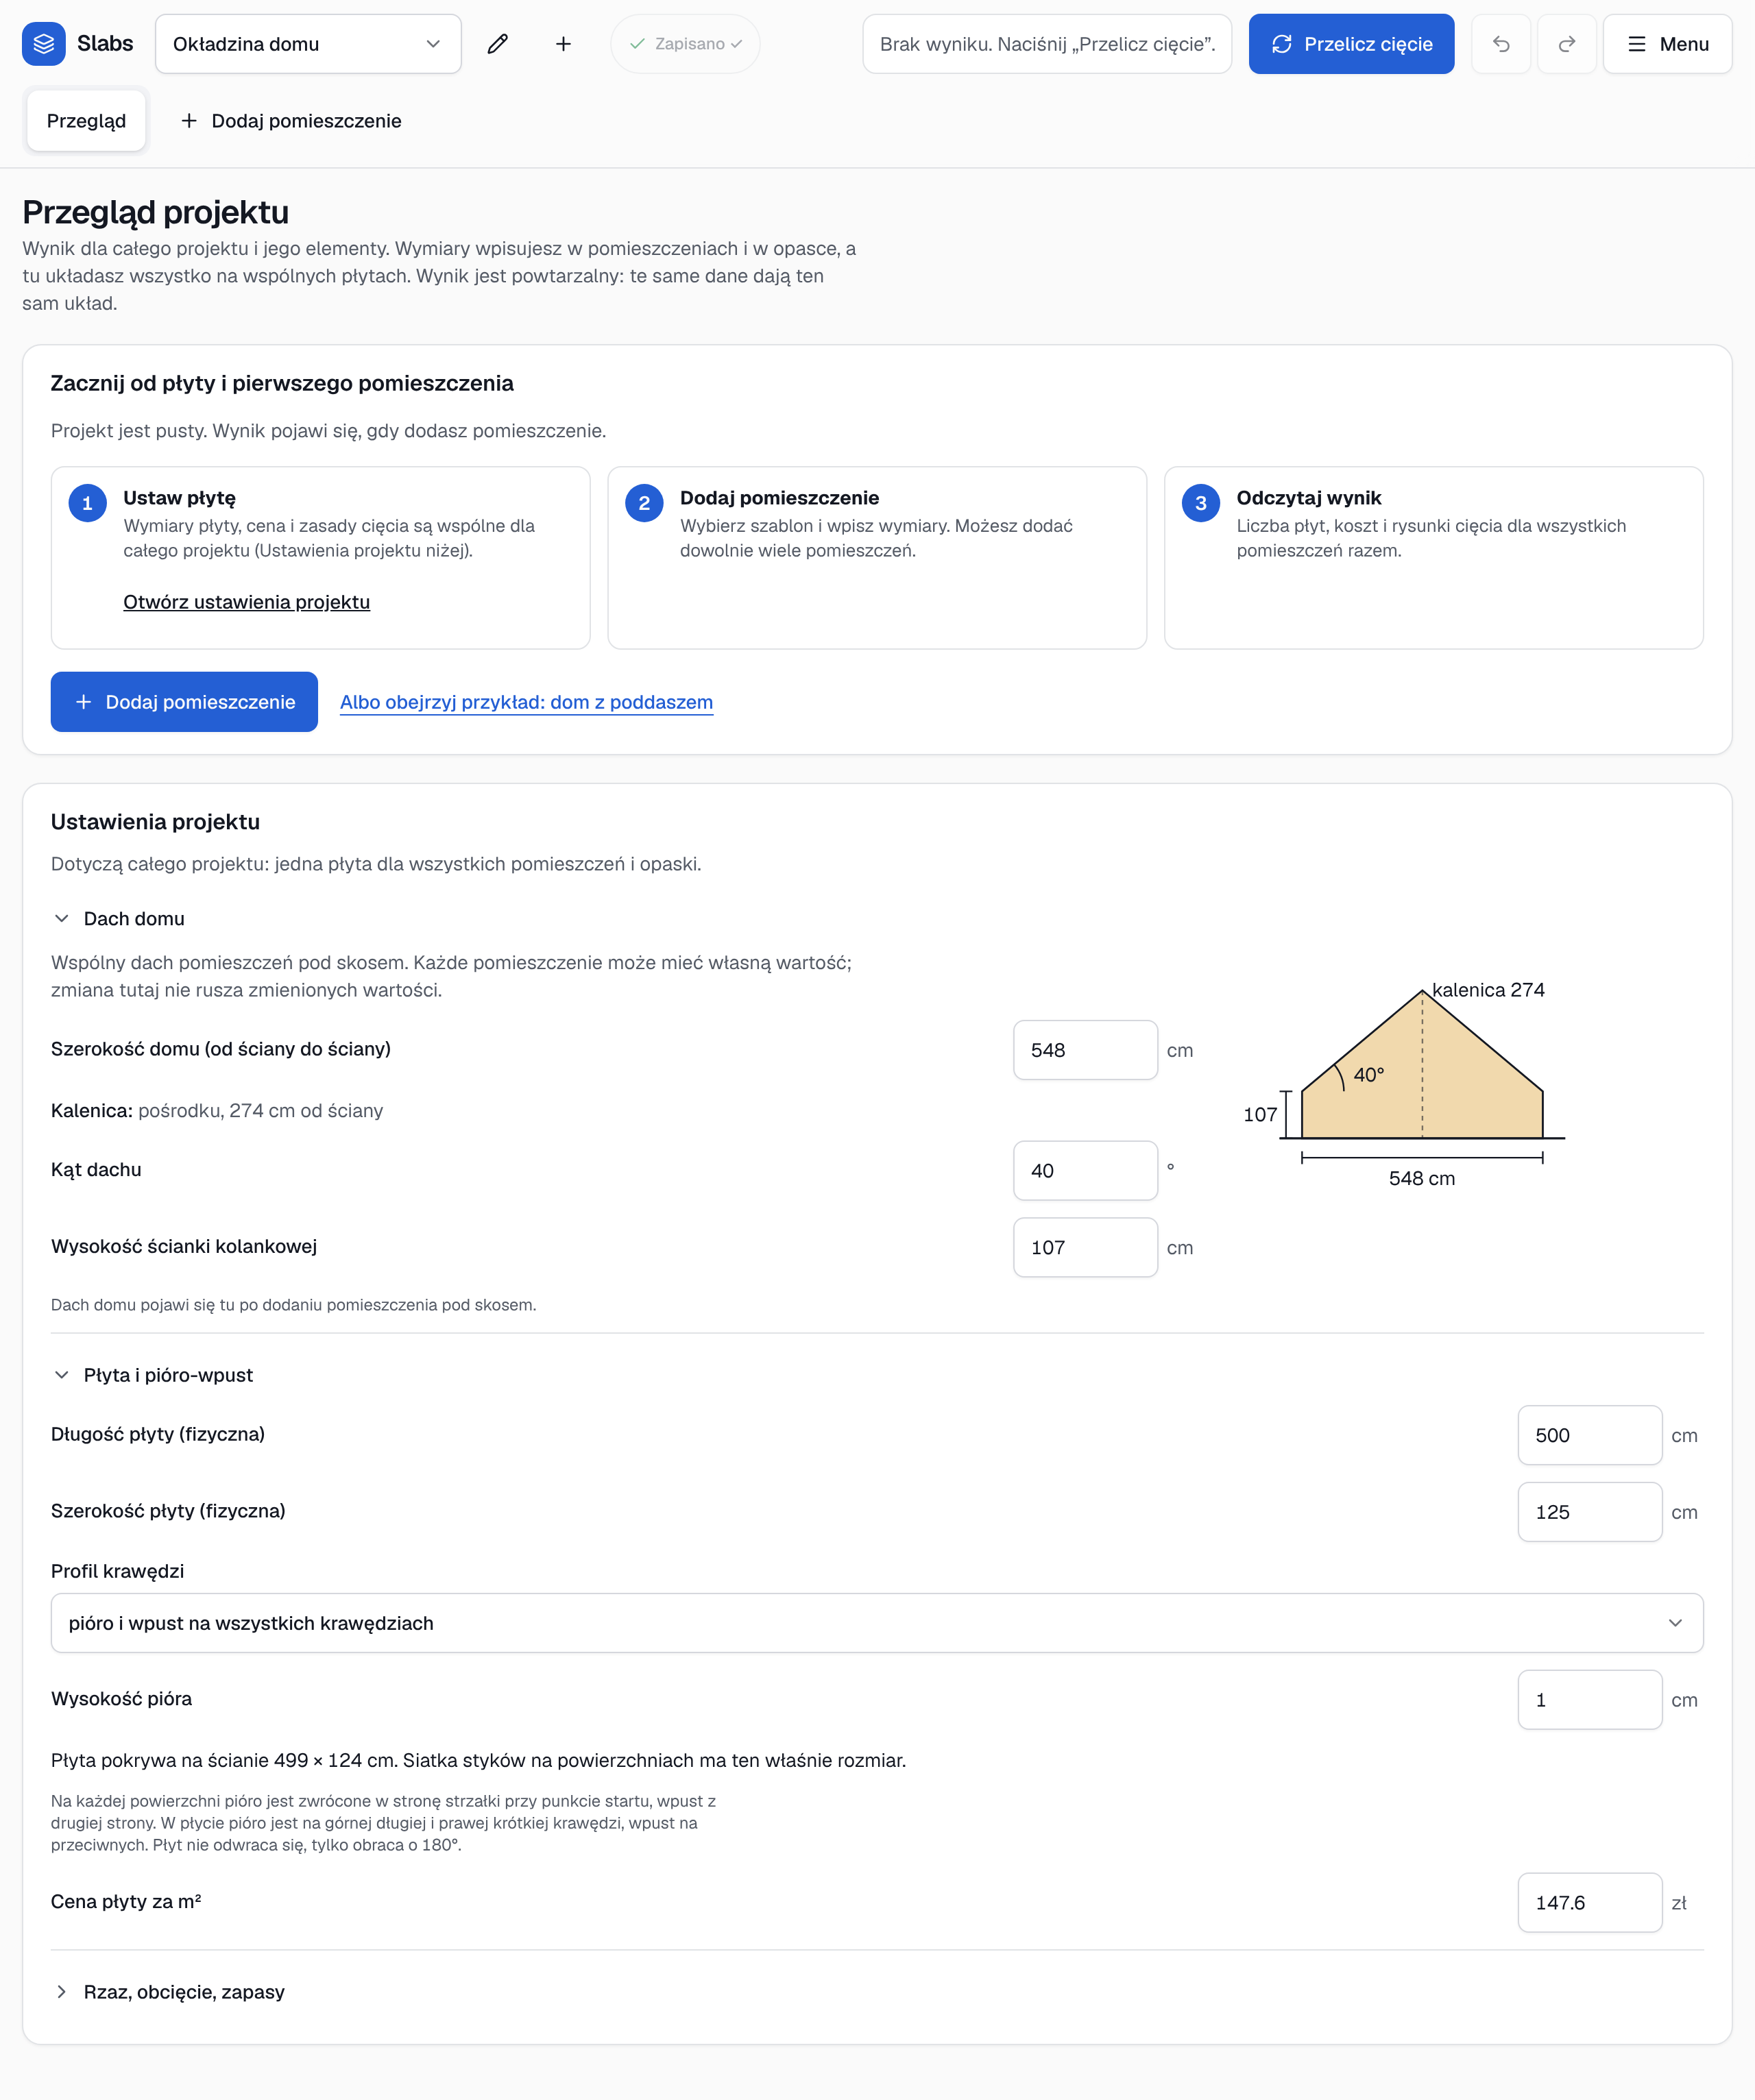 Slabs
Okładzina domu
Zapisano
Brak wyniku. Naciśnij „Przelicz cięcie”.
Przelicz cięcie
Menu
Przegląd
Dodaj pomieszczenie
Przegląd projektu
Wynik dla całego projektu i jego elementy. Wymiary wpisujesz w pomieszczeniach i w opasce, a
tu układasz wszystko na wspólnych płytach. Wynik jest powtarzalny: te same dane dają ten
sam układ.
Zacznij od płyty i pierwszego pomieszczenia
Projekt jest pusty. Wynik pojawi się, gdy dodasz pomieszczenie.
1
Ustaw płytę
Wymiary płyty, cena i zasady cięcia są wspólne dla
całego projektu (Ustawienia projektu niżej).
Otwórz ustawienia projektu
2
Dodaj pomieszczenie
Wybierz szablon i wpisz wymiary. Możesz dodać
dowolnie wiele pomieszczeń.
3
Odczytaj wynik
Liczba płyt, koszt i rysunki cięcia dla wszystkich
pomieszczeń razem.
Dodaj pomieszczenie
Albo obejrzyj przykład: dom z poddaszem
Ustawienia projektu
Dotyczą całego projektu: jedna płyta dla wszystkich pomieszczeń i opaski.
Dach domu
Wspólny dach pomieszczeń pod skosem. Każde pomieszczenie może mieć własną wartość;
zmiana tutaj nie rusza zmienionych wartości.
Szerokość domu (od ściany do ściany)
548 cm
Kalenica: pośrodku, 274 cm od ściany
Kąt dachu
40 °
Wysokość ścianki kolankowej
107 cm
kalenica 274
40°
107
548 cm
Dach domu pojawi się tu po dodaniu pomieszczenia pod skosem.
Płyta i pióro-wpust
Długość płyty (fizyczna)
500 cm
Szerokość płyty (fizyczna)
125 cm
Profil krawędzi
pióro i wpust na wszystkich krawędziach
Wysokość pióra
1 cm
Płyta pokrywa na ścianie 499 × 124 cm. Siatka styków na powierzchniach ma ten właśnie rozmiar.
Na każdej powierzchni pióro jest zwrócone w stronę strzałki przy punkcie startu, wpust z
drugiej strony. W płycie pióro jest na górnej długiej i prawej krótkiej krawędzi, wpust na
przeciwnych. Płyt nie odwraca się, tylko obraca o 180°.
Cena płyty za m²
147.6 zł
Rzaz, obcięcie, zapasy